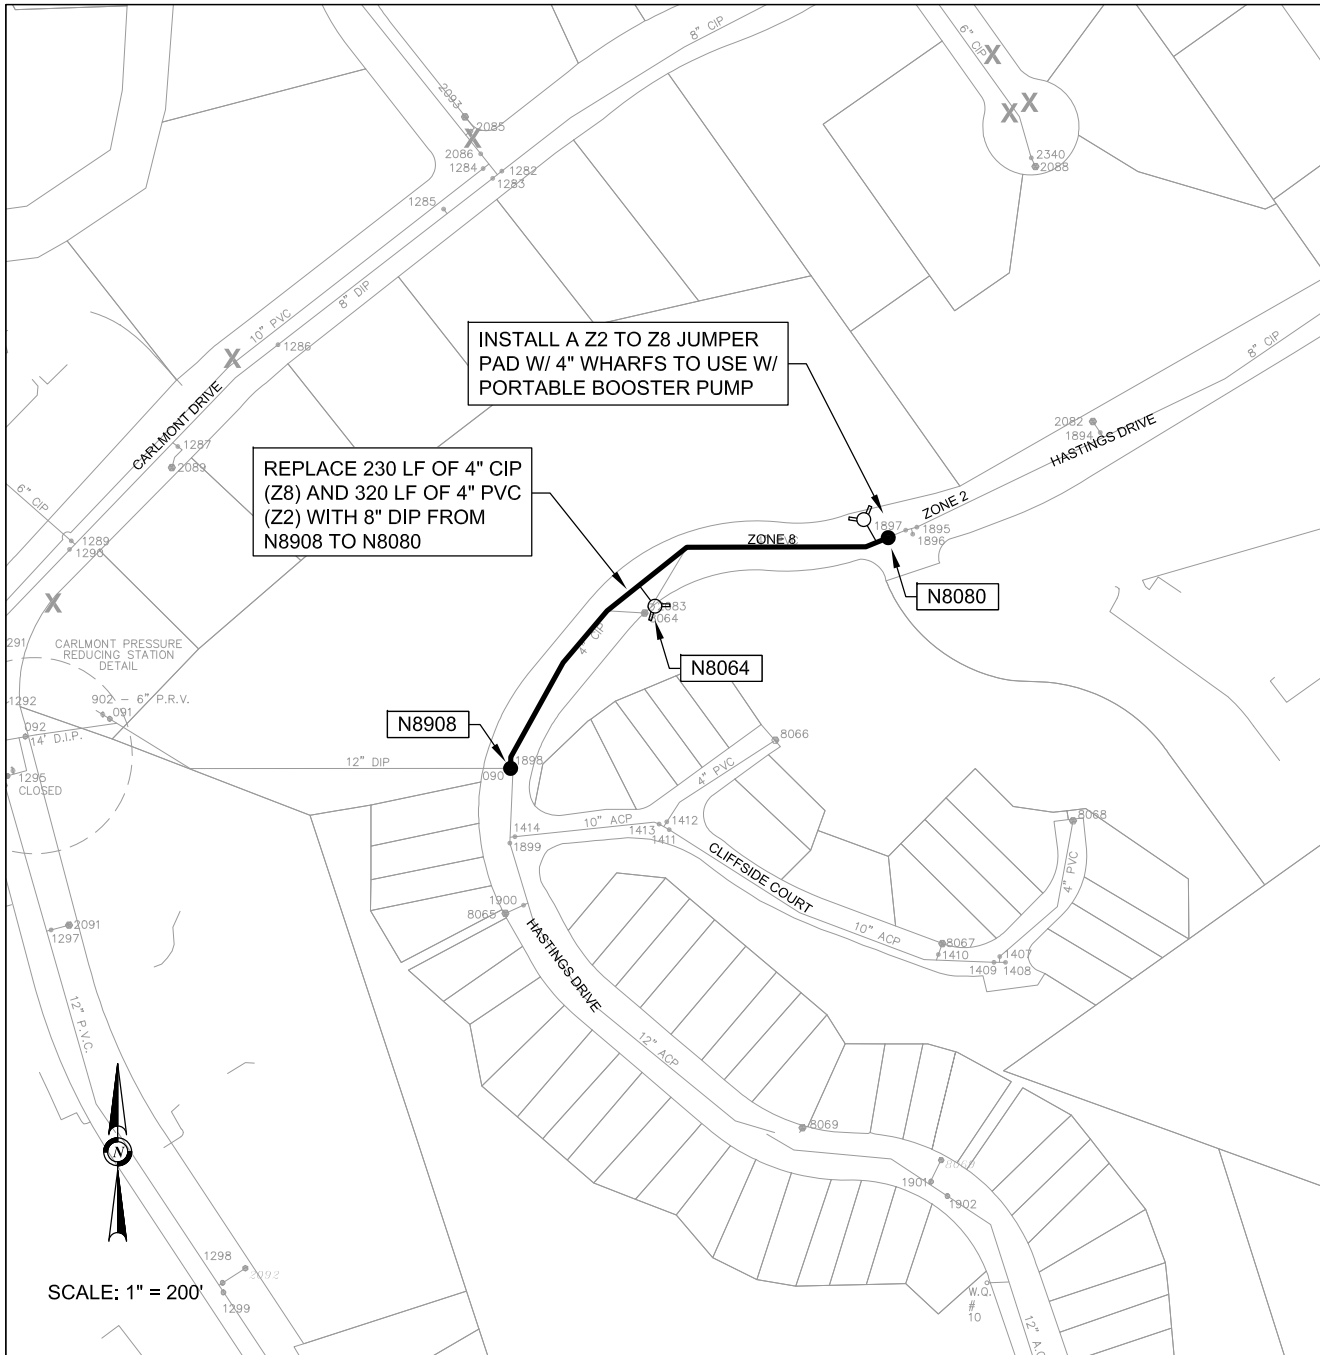 8" CIP
6" CIP
2093
2085
2086
1284
1282
1283
1285
2340
2088
10" PVC
8" DIP
1286
CARLMONT DRIVE
1287
2089
6" CIP
1289
1290
INSTALL A Z2 TO Z8 JUMPER
PAD W/ 4" WHARFS TO USE W/
PORTABLE BOOSTER PUMP
8" CIP
2082
1894
HASTINGS DRIVE
REPLACE 230 LF OF 4" CIP
(Z8) AND 320 LF OF 4" PVC
(Z2) WITH 8" DIP FROM
N8908 TO N8080
ZONE 2
1897
1895
1896
ZONE 8
N8080
8064
4" CIP
N8064
291
CARLMONT PRESSURE
REDUCING STATION
DETAIL
1292
902 - 6" P.R.V.
091
092
14" D.I.P.
1295
CLOSED
N8908
12" DIP
1898
090
8066
4" PVC
10" ACP
1414
1413
1412
1411
1899
8068
4" PVC
CLIFFSIDE COURT
1900
8065
HASTINGS DRIVE
10" ACP
8067
1410
1407
1409
1408
2091
1297
12" P.V.C.
12" ACP
8069
N
1901
1902
1298
2092
1299
SCALE: 1" = 200'
W.Q.
#
10